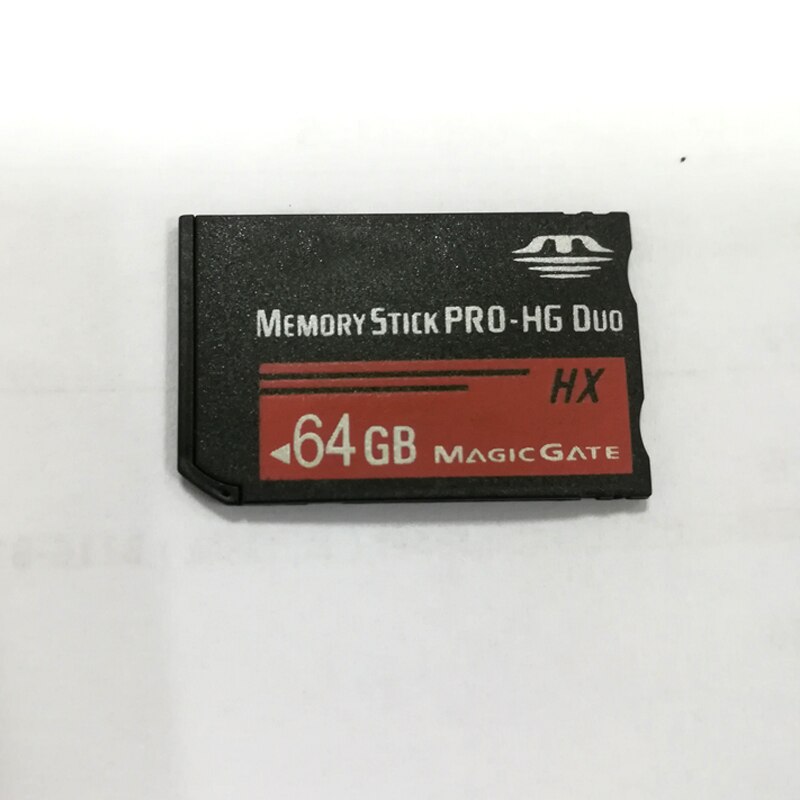 MEMORY STICK PRO-HG DUO
HX
64 GB MAGICGATE